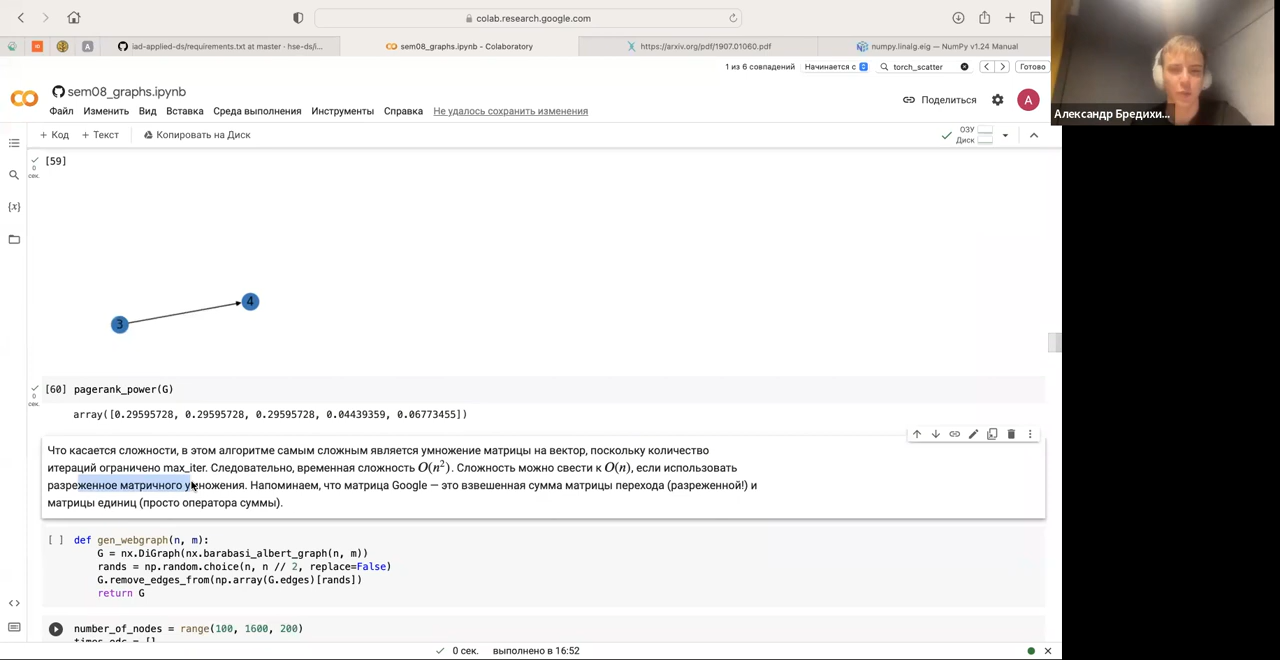 colab.research.google.com
iad-applied-ds/requirements.txt at master · hse-ds/i...
sem08_graphs.ipynb - Colaboratory
https://arxiv.org/pdf/1907.01060.pdf
numpy.linalg.eig — NumPy v1.24 Manual
1 из 6 совпадений
Начинается с
torch_scatter
Готово
sem08_graphs.ipynb
Файл Изменить Вид Вставка Среда выполнения Инструменты Справка Не удалось сохранить изменения
Поделиться
A
+ Код + Текст Копировать на Диск
ОЗУ
Диск
[59]
0
сек.
3
4
[60] pagerank_power(G)
0
сек.
array([0.29595728, 0.29595728, 0.29595728, 0.04439359, 0.06773455])
Что касается сложности, в этом алгоритме самым сложным является умножение матрицы на вектор, поскольку количество
итераций ограничено max_iter. Следовательно, временная сложность O(n²). Сложность можно свести к O(n), если использовать
разреженное матричного умножения. Напоминаем, что матрица Google — это взвешенная сумма матрицы перехода (разреженной!) и
матрицы единиц (просто оператора суммы).
[ ] def gen_webgraph(n, m):
G = nx.DiGraph(nx.barabasi_albert_graph(n, m))
rands = np.random.choice(n, n // 2, replace=False)
G.remove_edges_from(np.array(G.edges)[rands])
return G
number_of_nodes = range(100, 1600, 200)
0 сек. выполнено в 16:52
Александр Бредихи...